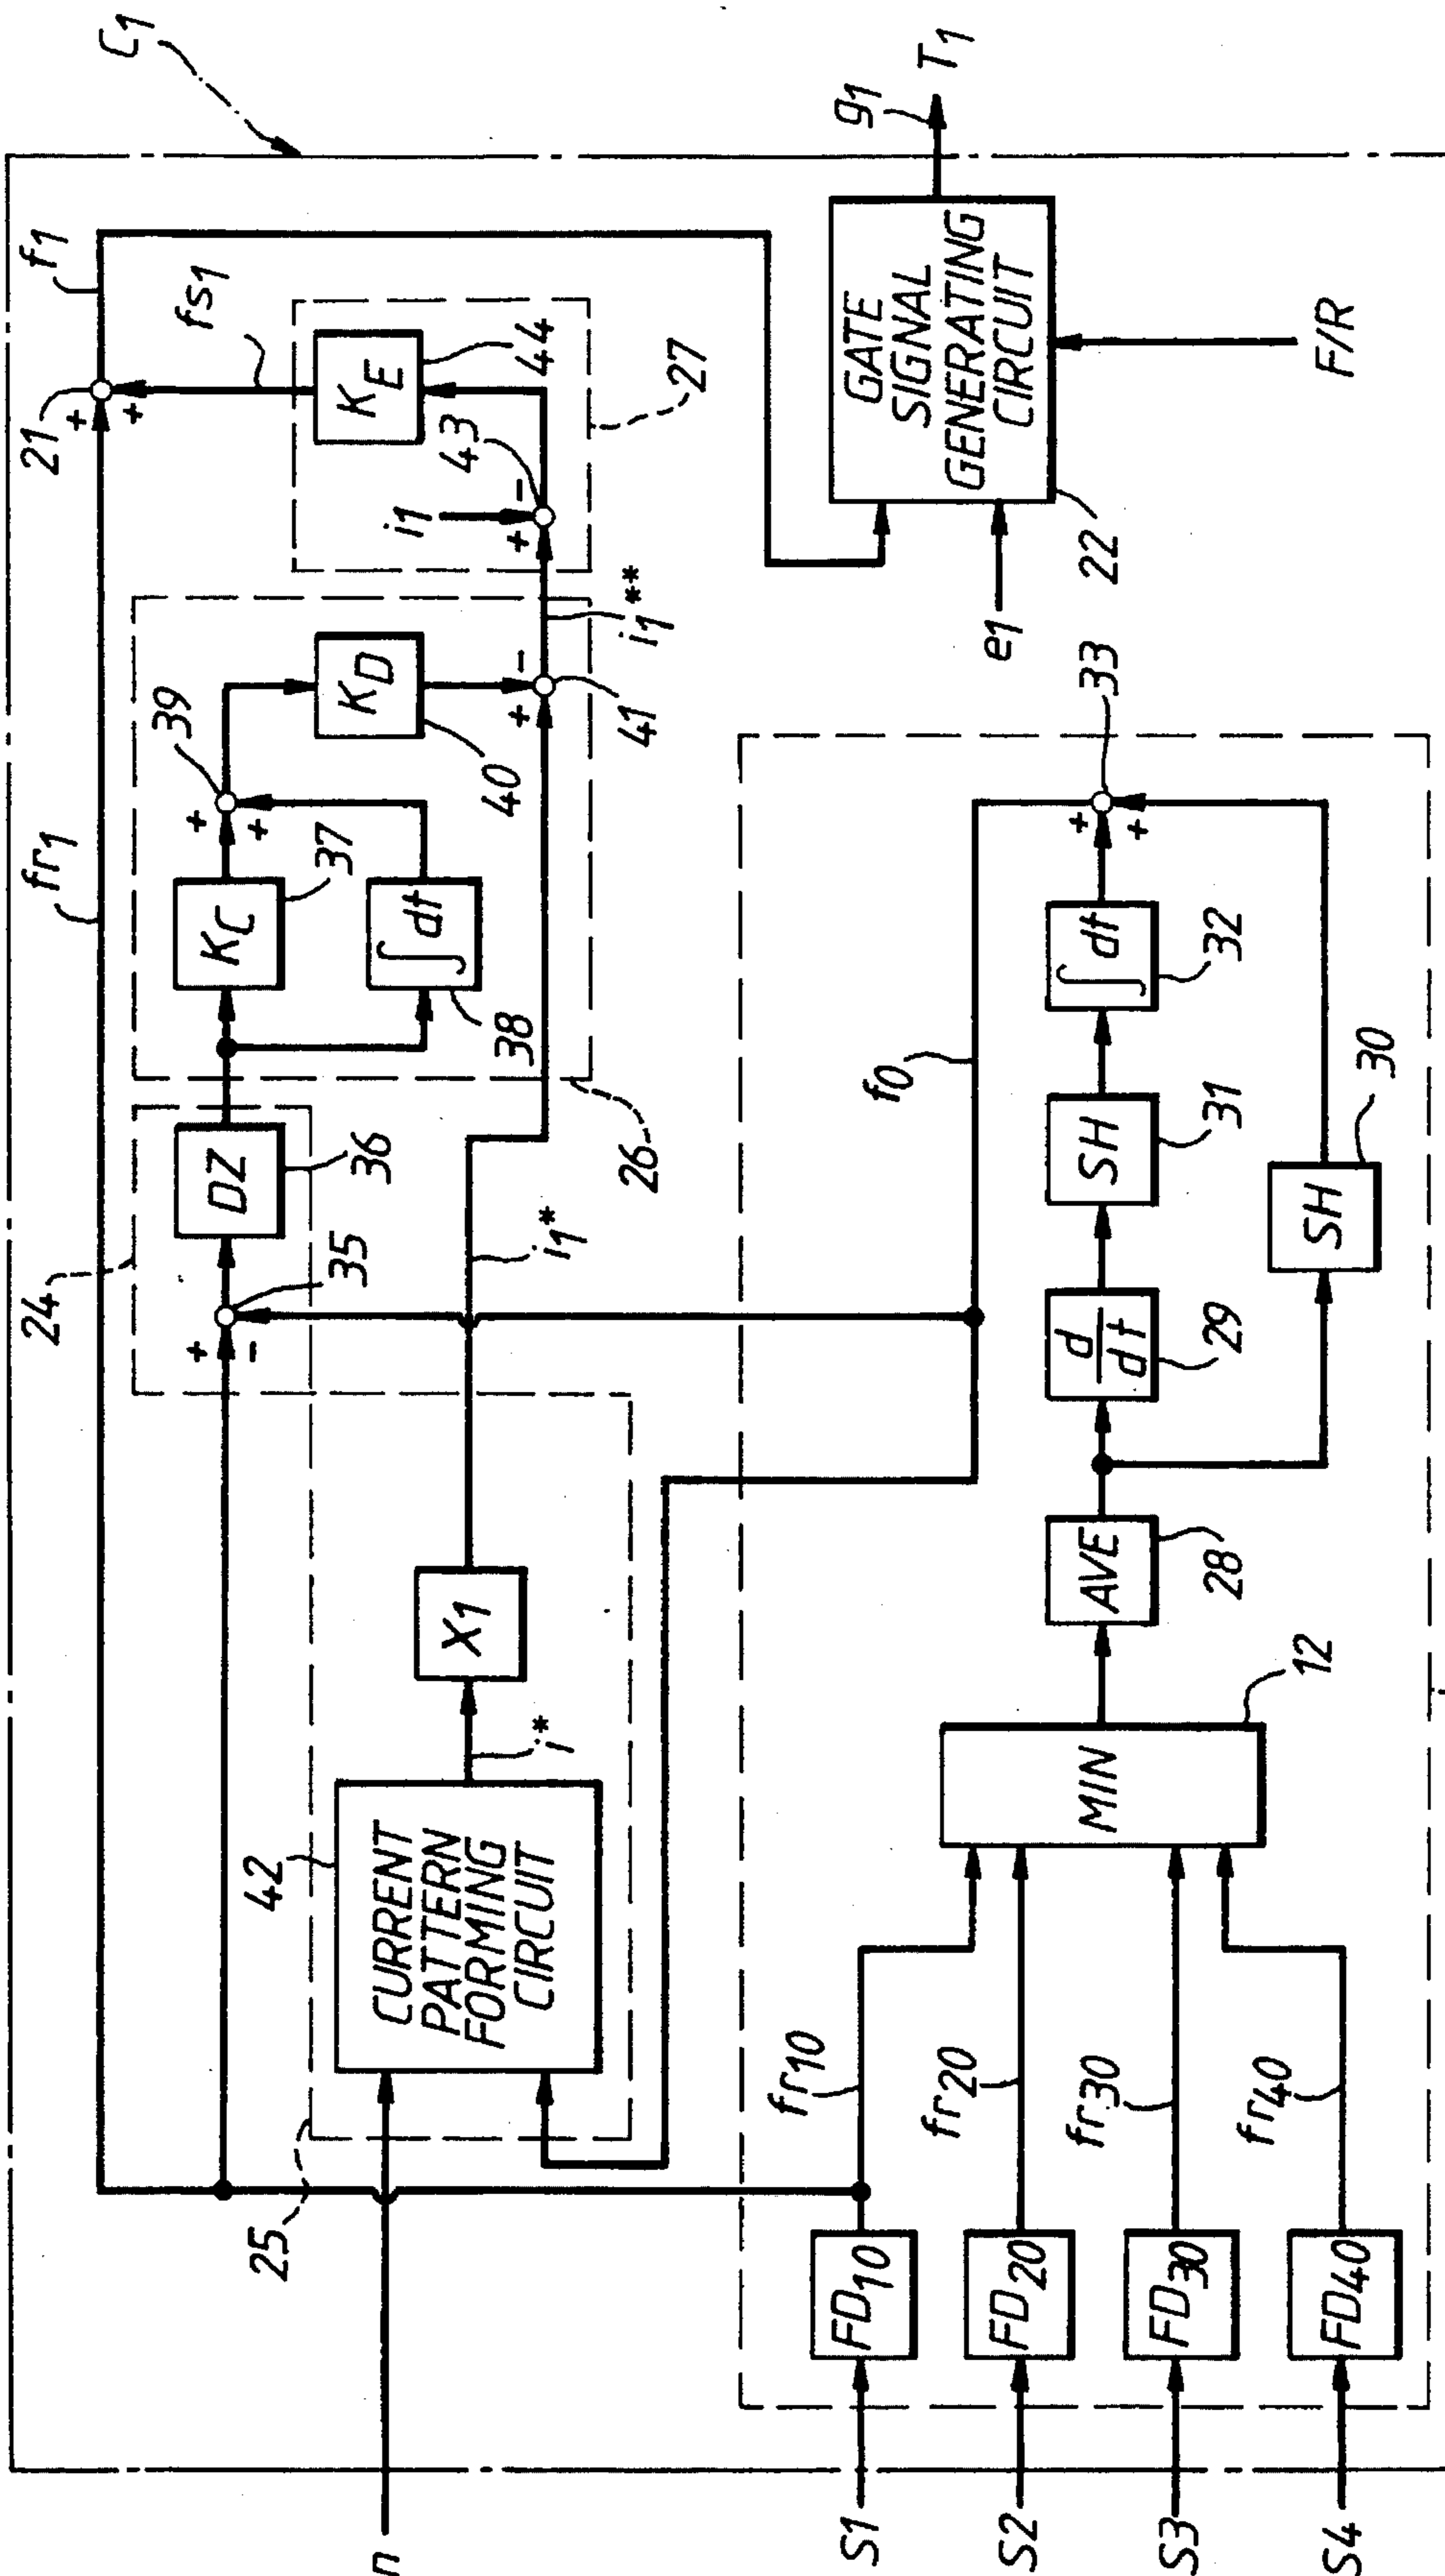 C1
f1
fr1
21
+
+
fs1
KE
44
43
i1
+
-
27
i1**
39
+
+
KC
37
∫dt
38
KD
40
+
-
41
26
24
DZ
36
35
+
-
i1*
X1
i*
42
CURRENT
PATTERN
FORMING
CIRCUIT
25
n
GATE
SIGNAL
GENERATING
CIRCUIT
22
e1
F/R
g1
T1
f0
33
+
+
∫dt
32
SH
31
SH
30
d
dt
29
AVE
28
MIN
12
fr10
fr20
fr30
fr40
FD10
FD20
FD30
FD40
S1
S2
S3
S4